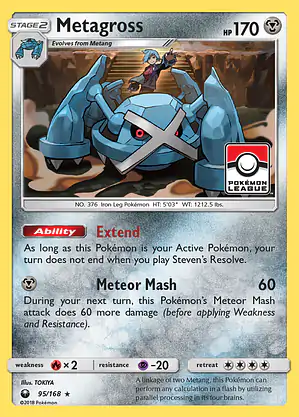 STAGE2
Metagross
HP 170
Evolves from Metang
POKÉMON
LEAGUE
NO. 376 Iron Leg Pokémon HT: 5'03" WT: 1212.5 lbs.
Ability Extend
As long as this Pokémon is your Active Pokémon, your
turn does not end when you play Steven's Resolve.
Meteor Mash 60
During your next turn, this Pokémon's Meteor Mash
attack does 60 more damage (before applying Weakness
and Resistance).
weakness ×2 resistance -20 retreat
Illus. TOKIYA
95/168 ★
©2018 Pokémon
A linkage of two Metang, this Pokémon can
perform any calculation in a flash by utilizing
parallel processing in its four brains.